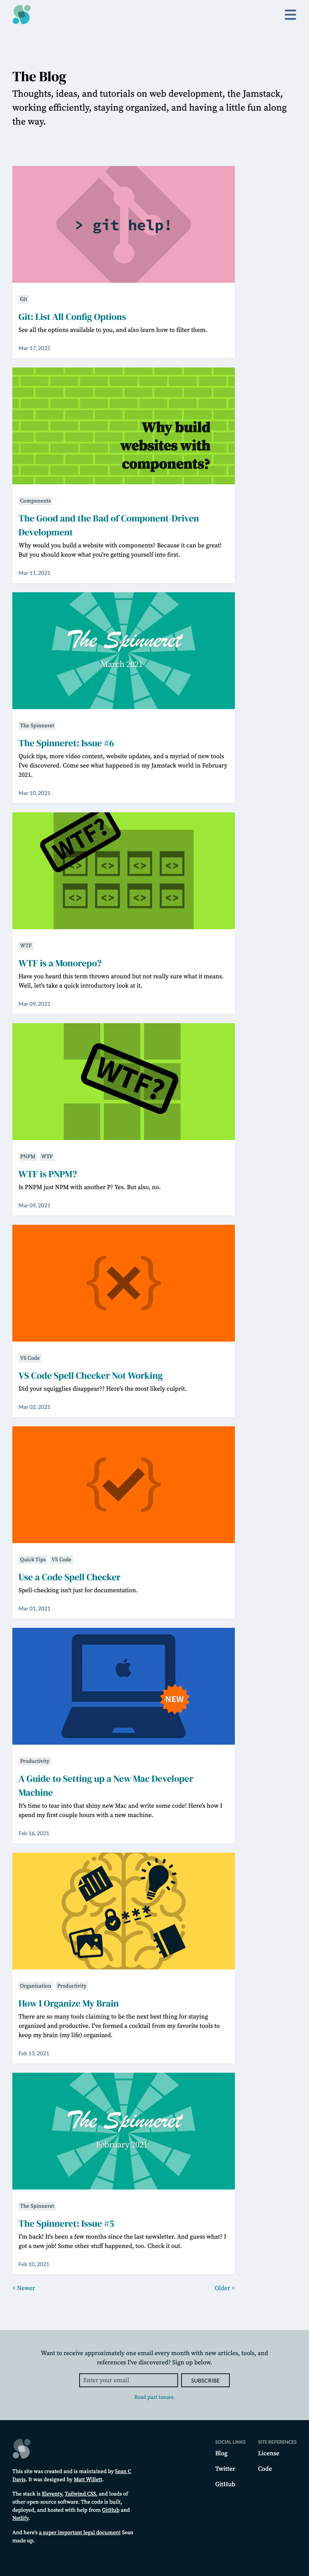 The Blog
Thoughts, ideas, and tutorials on web development, the Jamstack,
working efficiently, staying organized, and having a little fun along
the way.
> git help!
Git
Git: List All Config Options
See all the options available to you, and also learn how to filter them.
Mar 17, 2021
Why build
websites with
components?
Components
The Good and the Bad of Component-Driven
Development
Why would you build a website with components? Because it can be great!
But you should know what you're getting yourself into first.
Mar 11, 2021
The Spinneret
March 2021
The Spinneret
The Spinneret: Issue #6
Quick tips, more video content, website updates, and a myriad of new tools
I've discovered. Come see what happened in my Jamstack world in February
2021.
Mar 10, 2021
WTF?
<> <> <> <>
<> <> <> <>
WTF
WTF is a Monorepo?
Have you heard this term thrown around but not really sure what it means.
Well, let's take a quick introductory look at it.
Mar 09, 2021
WTF?
PNPM WTF
WTF is PNPM?
Is PNPM just NPM with another P? Yes. But also, no.
Mar 09, 2021
{×}
VS Code
VS Code Spell Checker Not Working
Did your squigglies disappear?? Here's the most likely culprit.
Mar 02, 2021
{✓}
Quick Tips VS Code
Use a Code Spell Checker
Spell-checking isn't just for documentation.
Mar 01, 2021
NEW
Productivity
A Guide to Setting up a New Mac Developer
Machine
It's time to tear into that shiny new Mac and write some code! Here's how I
spend my first couple hours with a new machine.
Feb 16, 2021
****
Organization Productivity
How I Organize My Brain
There are so many tools claiming to be the next best thing for staying
organized and productive. I've formed a cocktail from my favorite tools to
keep my brain (my life) organized.
Feb 13, 2021
The Spinneret
February 2021
The Spinneret
The Spinneret: Issue #5
I'm back! It's been a few months since the last newsletter. And guess what? I
got a new job! Some other stuff happened, too. Check it out.
Feb 10, 2021
< Newer
Older >
Want to receive approximately one email every month with new articles, tools, and
references I've discovered? Sign up below.
Enter your email
SUBSCRIBE
Read past issues.
This site was created and is maintained by Sean C
Davis. It was designed by Matt Willett.
The stack is Eleventy, Tailwind CSS, and loads of
other open-source software. The code is built,
deployed, and hosted with help from GitHub and
Netlify.
And here's a super important legal document Sean
made up.
SOCIAL LINKS
Blog
Twitter
GitHub
SITE REFERENCES
License
Code